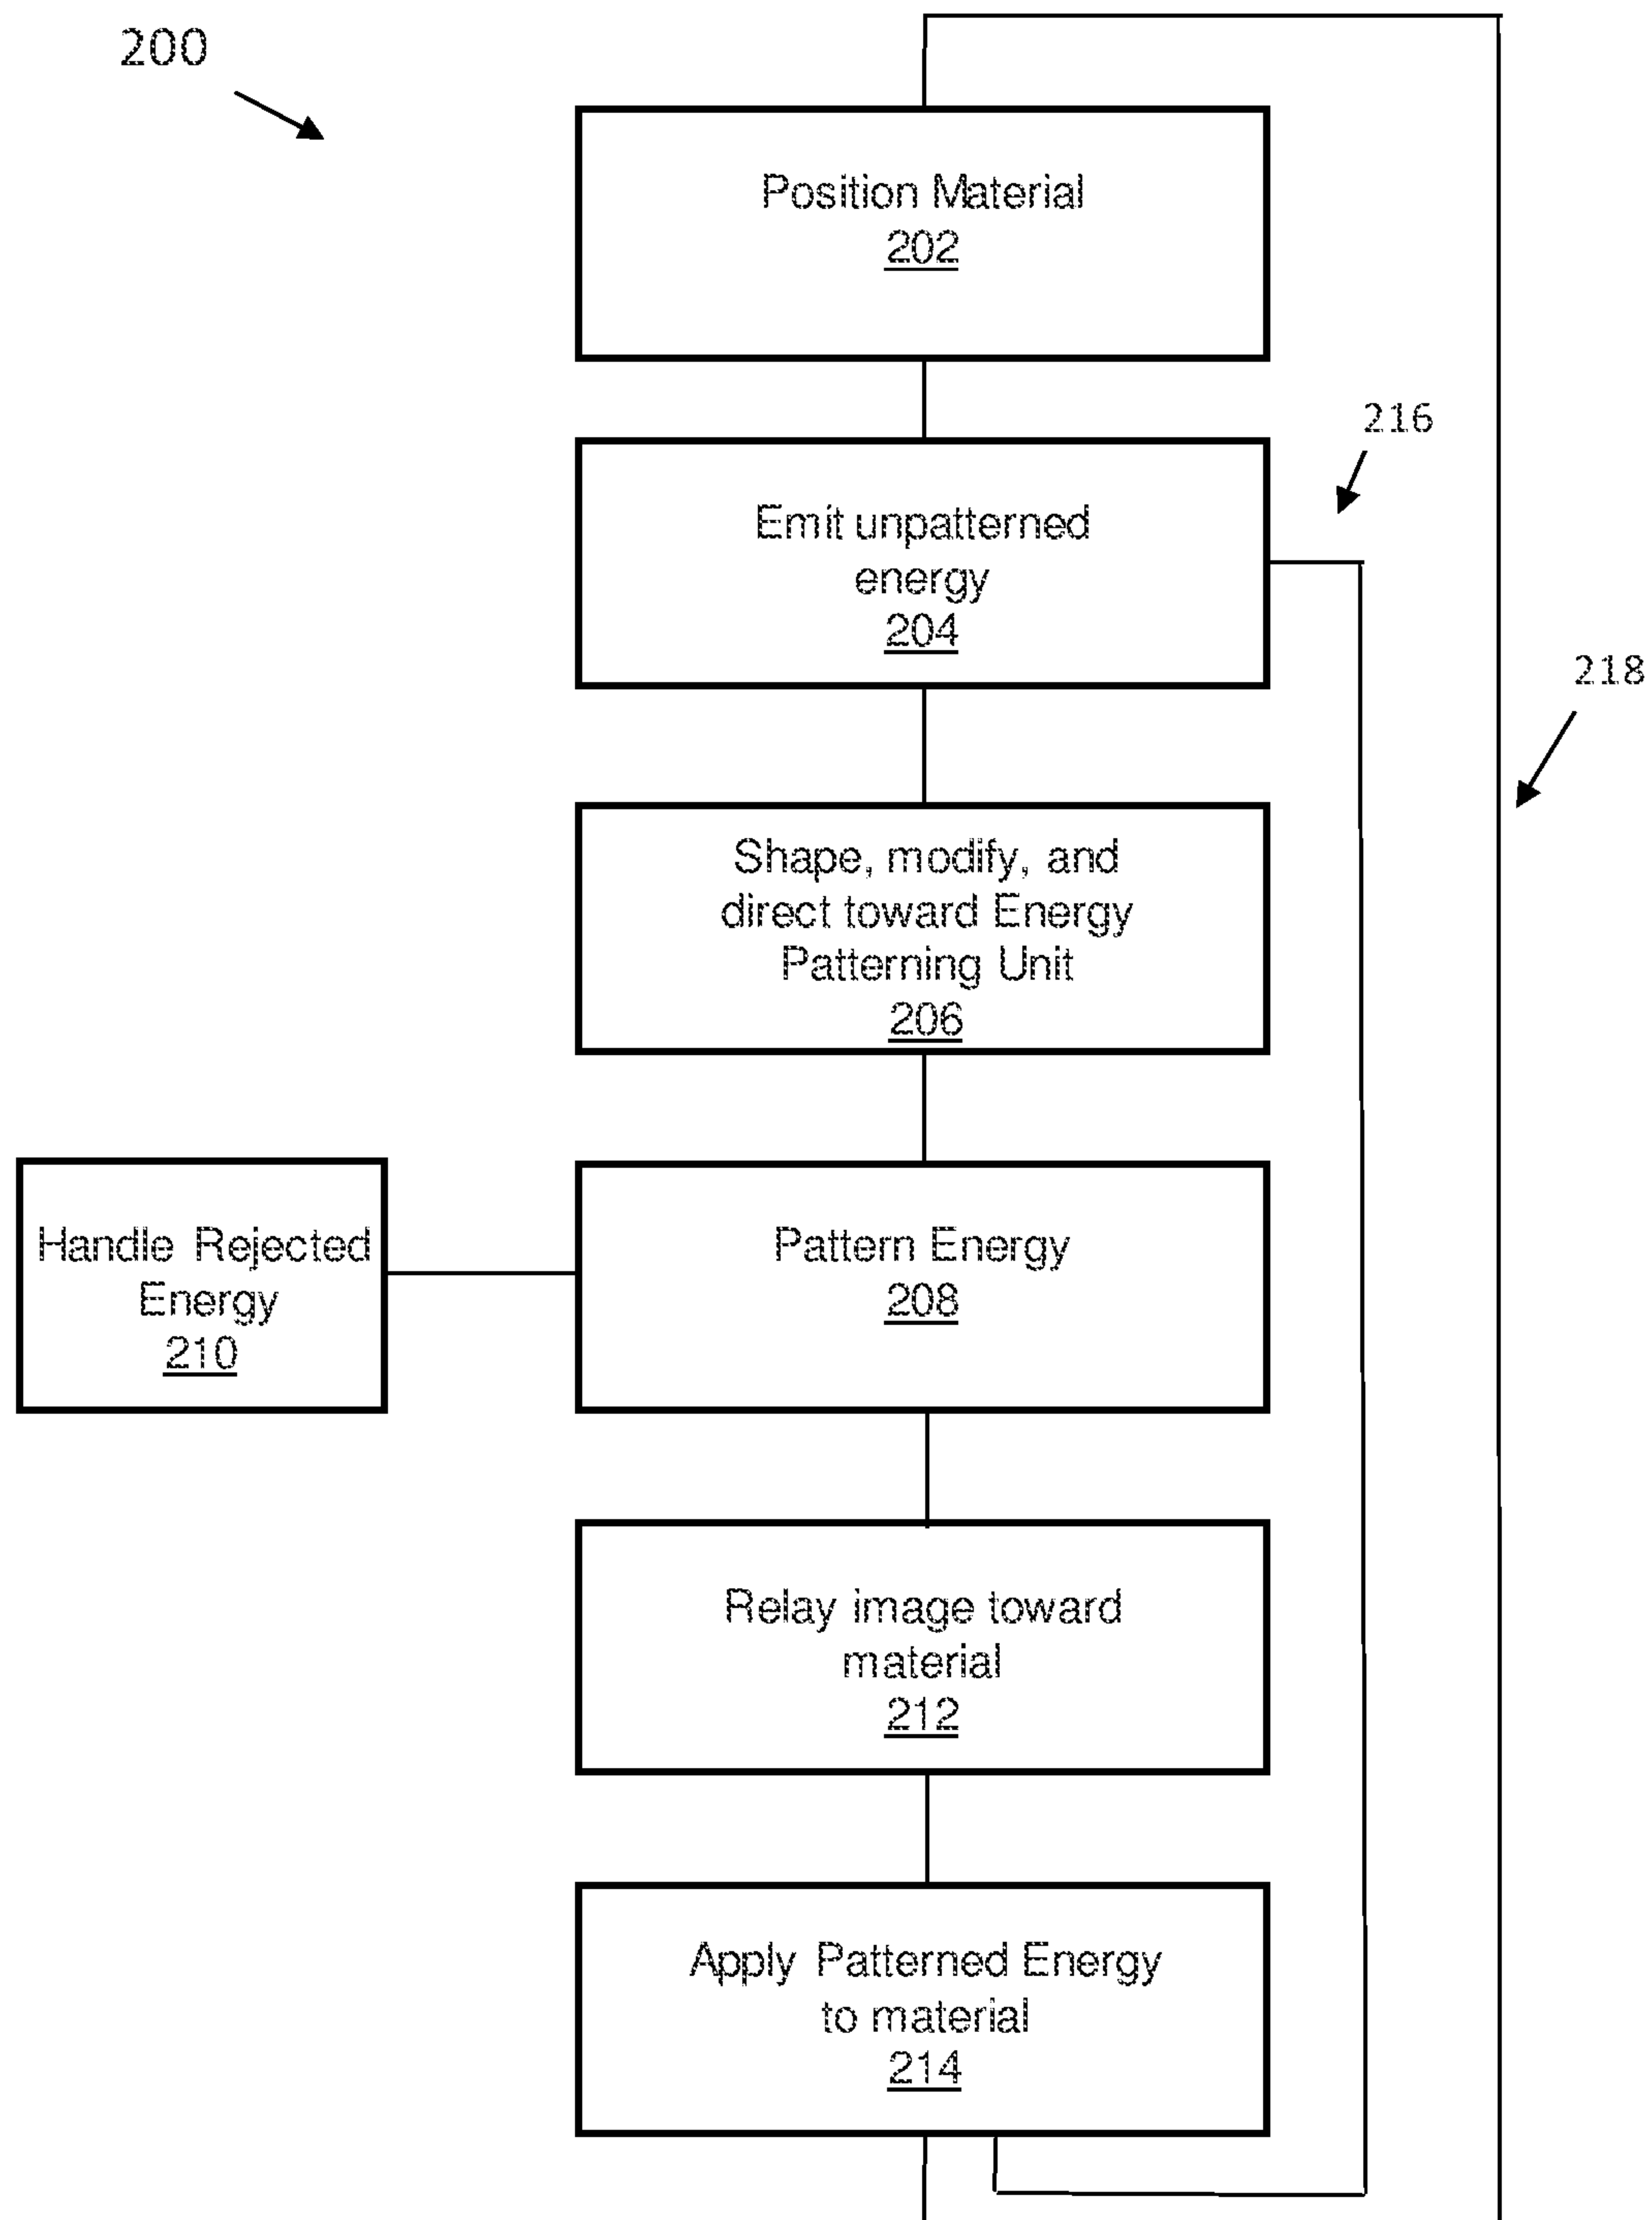 200
Position Material
202
216
Emit unpatterned
energy
204
218
Shape, modify, and
direct toward Energy
Patterning Unit
206
Handle Rejected
Energy
210
Pattern Energy
208
Relay image toward
material
212
Apply Patterned Energy
to material
214